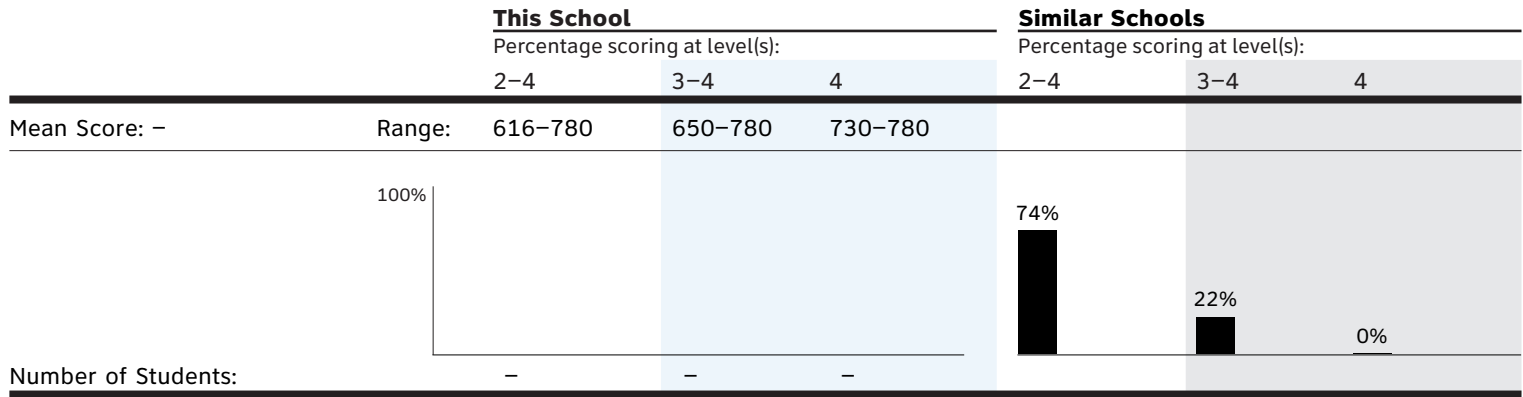 This School Similar Schools
Percentage scoring at level(s): Percentage scoring at level(s):
2–4 3–4 4 2–4 3–4 4
Mean Score: – Range: 616–780 650–780 730–780
100%
74%
22%
0%
Number of Students: – – –